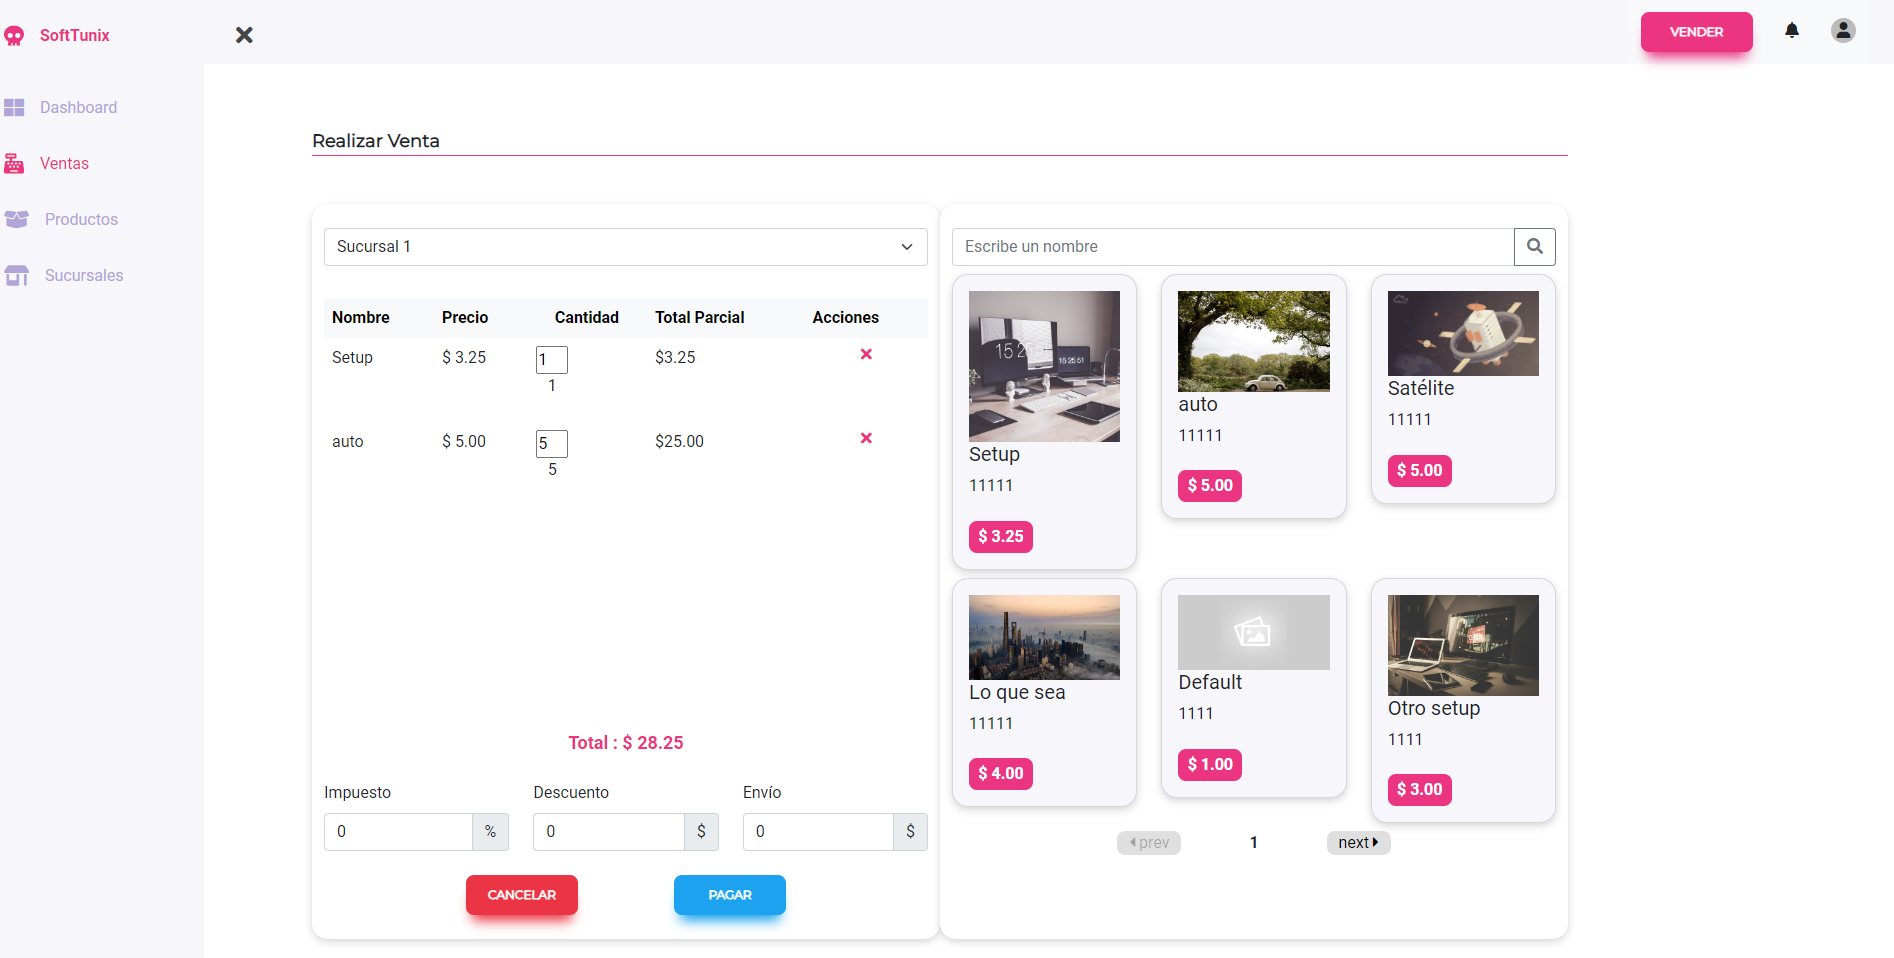 SoftTunix
VENDER
Dashboard
Ventas
Productos
Sucursales
Realizar Venta
Sucursal 1
Nombre Precio Cantidad Total Parcial Acciones
Setup $ 3.25 1 $3.25
1
auto $ 5.00 5 $25.00
5
Total : $ 28.25
Impuesto Descuento Envío
0 % 0 $ 0 $
CANCELAR PAGAR
Escribe un nombre
Setup
11111
$ 3.25
auto
11111
$ 5.00
Satélite
11111
$ 5.00
Lo que sea
11111
$ 4.00
Default
1111
$ 1.00
Otro setup
1111
$ 3.00
prev 1 next